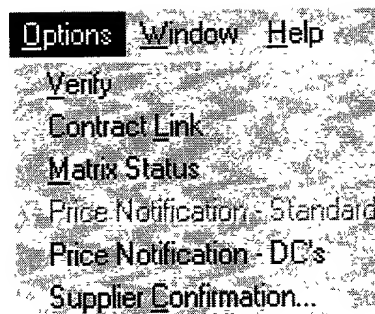 Options Window Help
Verify
Contract Link
Matrix Status
Price Notification - Standard
Price Notification - DC's
Supplier Confirmation...